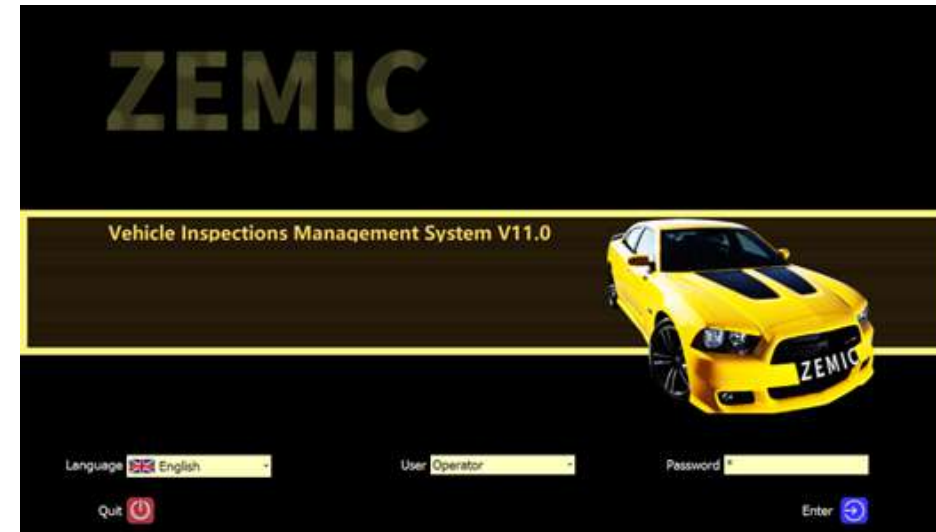 ZEMIC
Vehicle Inspections Management System V11.0
ZEMIC
Language English User Operator Password *
Quit Enter